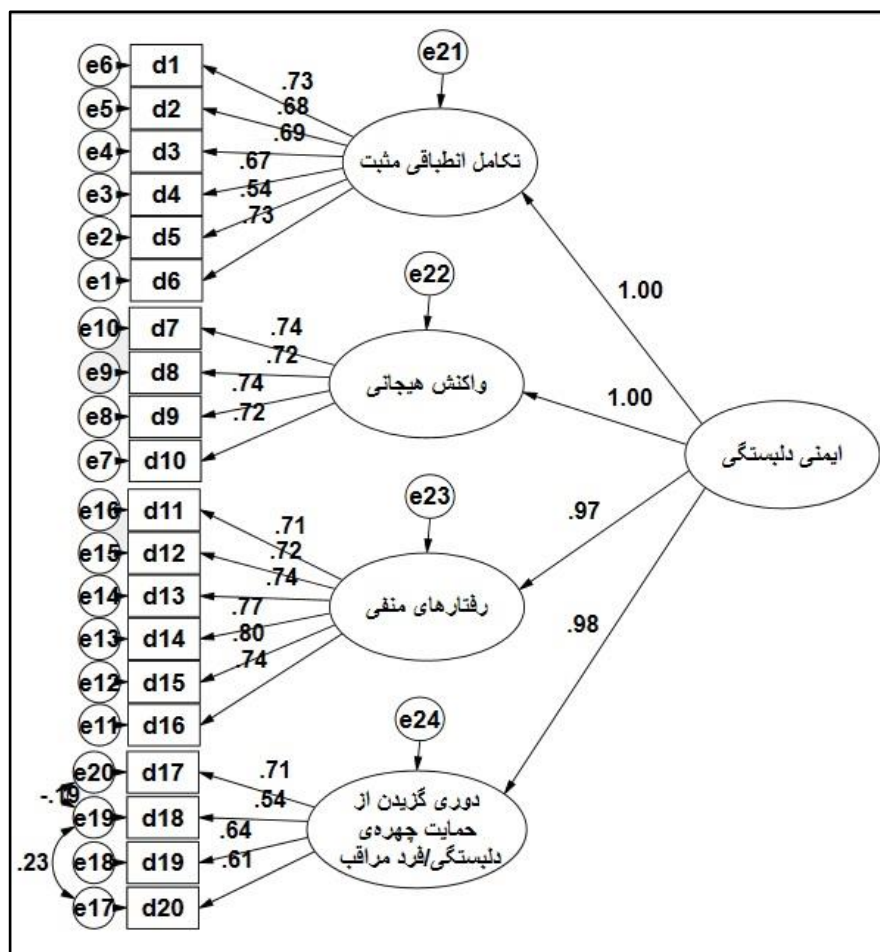 e21
e6
d1
.73
e5
d2
.68
e4
d3
.69
تکامل انطباقی مثبت
e3
d4
.67
e2
d5
.54
e1
d6
.73
e22
1.00
e10
d7
.74
e9
d8
.72
واکنش هیجانی
e8
d9
.74
e7
d10
.72
1.00
ایمنی دلبستگی
e23
e16
d11
.71
e15
d12
.72
e14
d13
.74
رفتارهای منفی
e13
d14
.77
e12
d15
.80
e11
d16
.74
.97
.98
e24
e20
d17
.71
-.19
e19
d18
.54
دوری گزیدن از
حمایت چهره‌ی
دلبستگی/فرد مراقب
e18
d19
.64
.23
e17
d20
.61